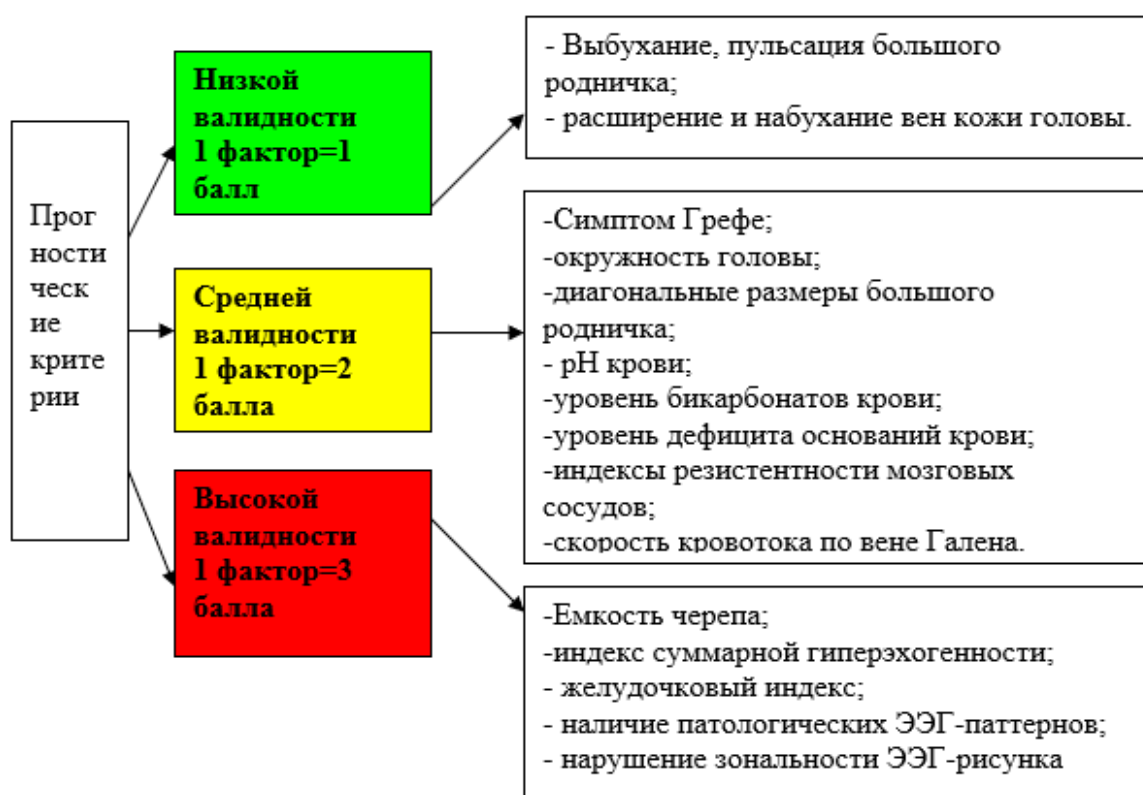 Прог
ности
ческ
ие
крите
рии
Низкой
валидности
1 фактор=1
балл
- Выбухание, пульсация большого
родничка;
- расширение и набухание вен кожи головы.
Средней
валидности
1 фактор=2
балла
-Симптом Грефе;
-окружность головы;
-диагональные размеры большого
родничка;
- pH крови;
-уровень бикарбонатов крови;
-уровень дефицита оснований крови;
-индексы резистентности мозговых
сосудов;
-скорость кровотока по вене Галена.
Высокой
валидности
1 фактор=3
балла
-Емкость черепа;
-индекс суммарной гиперэхогенности;
- желудочковый индекс;
- наличие патологических ЭЭГ-паттернов;
- нарушение зональности ЭЭГ-рисунка